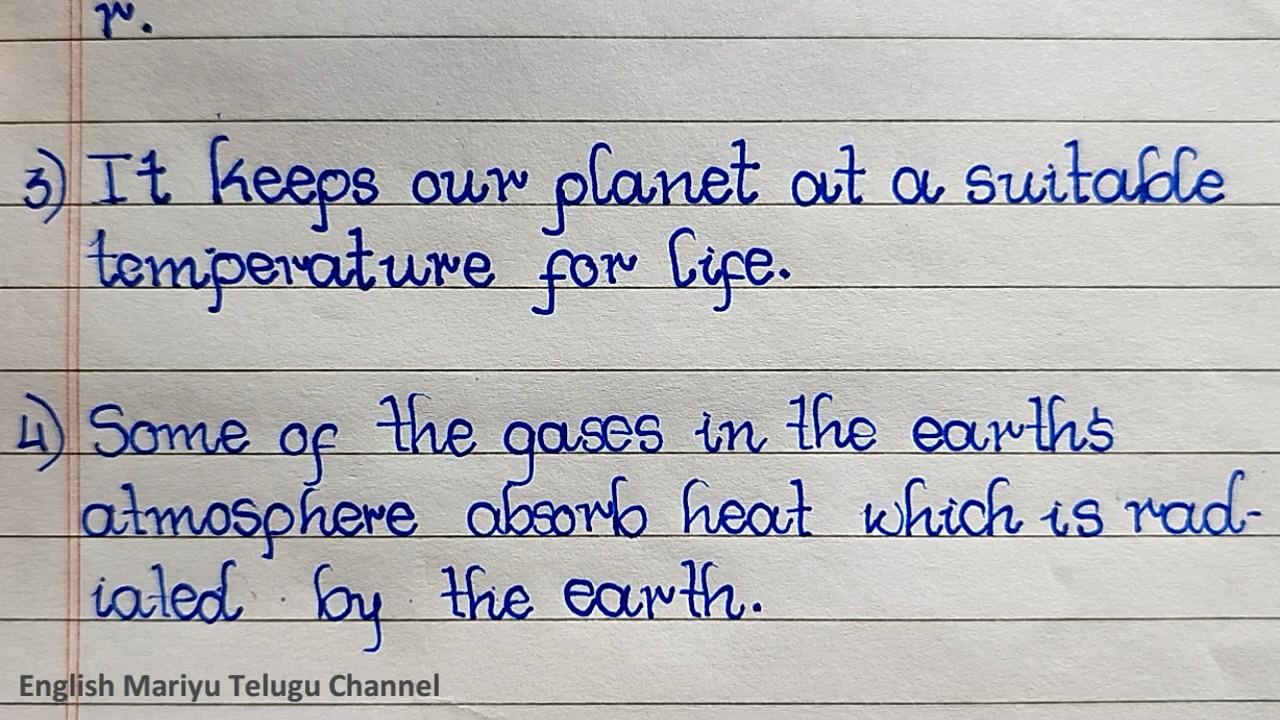 r.
3) It keeps our planet at a suitable
temperature for life.
4) Some of the gases in the earths
atmosphere absorb heat which is rad-
iated by the earth.
English Mariyu Telugu Channel